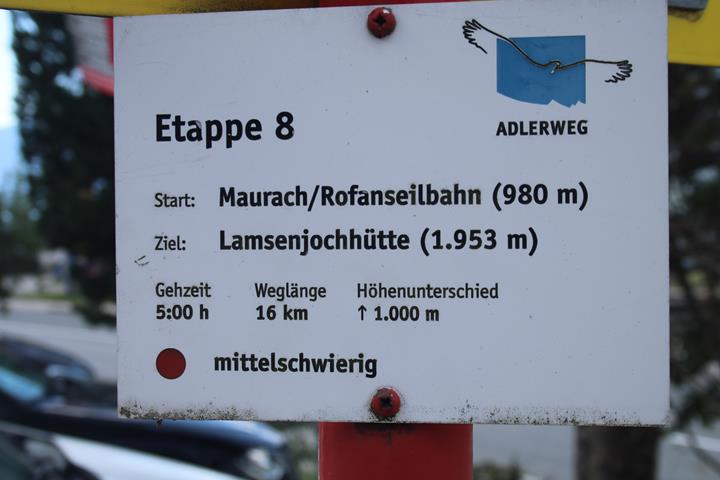 ADLERWEG
Etappe 8
Start: Maurach/Rofanseilbahn (980 m)
Ziel: Lamsenjochhütte (1.953 m)
Gehzeit Weglänge Höhenunterschied
5:00 h 16 km ↑ 1.000 m
mittelschwierig